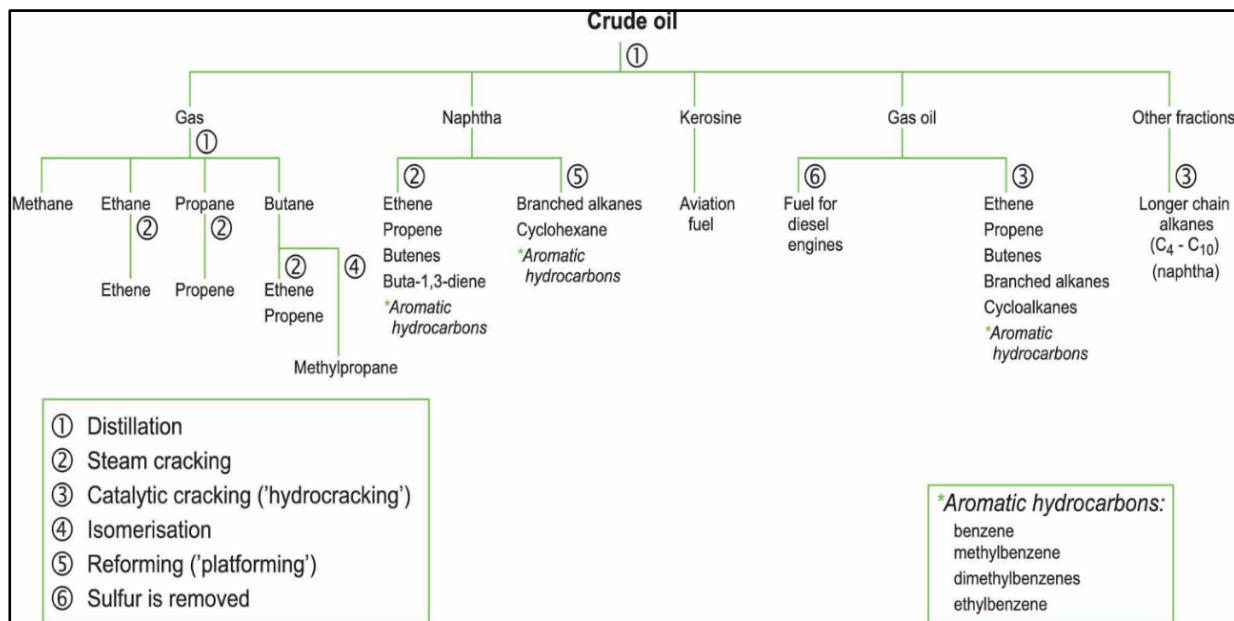 Crude oil
①
Gas
Naphtha
Kerosine
Gas oil
Other fractions
①
②
⑤
⑥
③
③
Methane
Ethane
Propane
Butane
②
②
②
④
Ethene
Propene
Ethene
Propene
Methylpropane
Ethene
Propene
Butenes
Buta-1,3-diene
*Aromatic
hydrocarbons
Branched alkanes
Cyclohexane
*Aromatic
hydrocarbons
Aviation
fuel
Fuel for
diesel
engines
Ethene
Propene
Butenes
Branched alkanes
Cycloalkanes
*Aromatic
hydrocarbons
Longer chain
alkanes
(C₄ - C₁₀)
(naphtha)
① Distillation
② Steam cracking
③ Catalytic cracking ('hydrocracking')
④ Isomerisation
⑤ Reforming ('platforming')
⑥ Sulfur is removed
*Aromatic hydrocarbons:
benzene
methylbenzene
dimethylbenzenes
ethylbenzene